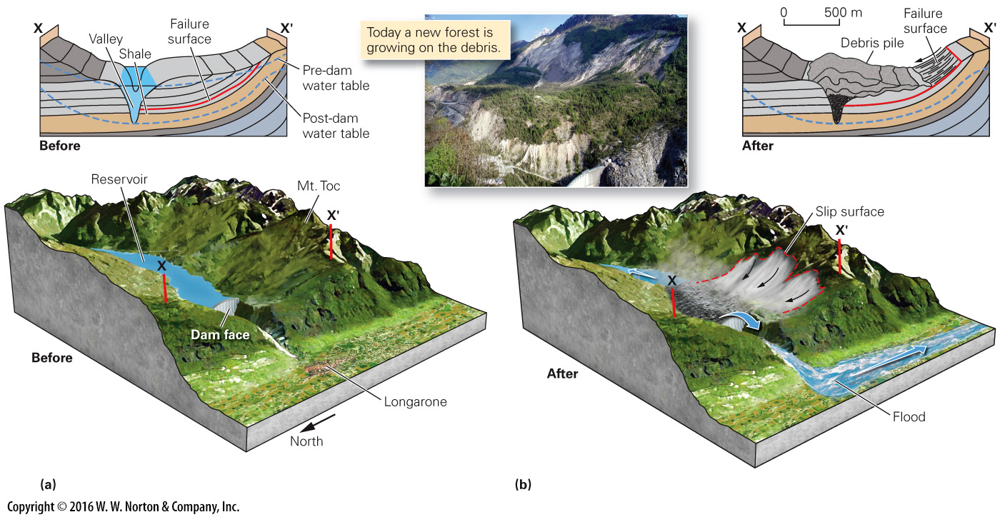 X
X'
Valley
Failure
surface
Shale
Pre-dam
water table
Post-dam
water table
Before
Today a new forest is
growing on the debris.
0 500 m
X
X'
Failure
surface
Debris pile
After
Reservoir
Mt. Toc
X'
X
Dam face
Before
Longarone
North
(a)
Slip surface
X'
X
After
Flood
(b)
Copyright © 2016 W. W. Norton & Company, Inc.